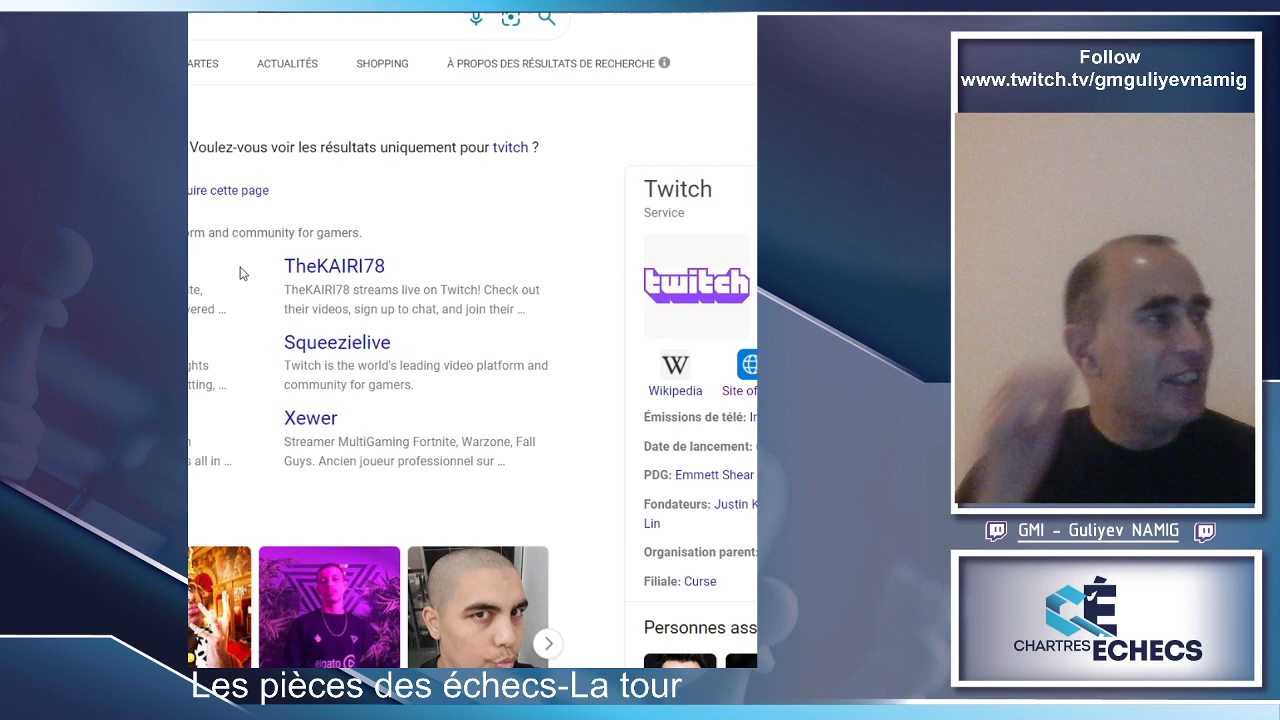 Follow
www.twitch.tv/gmguliyevnamig
ACTUALITÉS
SHOPPING
À PROPOS DES RÉSULTATS DE RECHERCHE
Voulez-vous voir les résultats uniquement pour tvitch ?
cette page
and community for gamers.
TheKAIRI78
TheKAIRI78 streams live on Twitch! Check out
their videos, sign up to chat, and join their ...
Squeezielive
Twitch is the world's leading video platform and
community for gamers.
Xewer
Streamer MultiGaming Fortnite, Warzone, Fall
Guys. Ancien joueur professionnel sur ...
all in ...
Twitch
Service
twitch
W
Wikipedia
Site
Émissions de télé:
Date de lancement:
PDG: Emmett Shear
Fondateurs: Justin
Lin
Organisation
Filiale: Curse
Personnes
elgato
GMI - Guliyev NAMIG
CHARTRES ÉCHECS
Les pièces des échecs-La tour